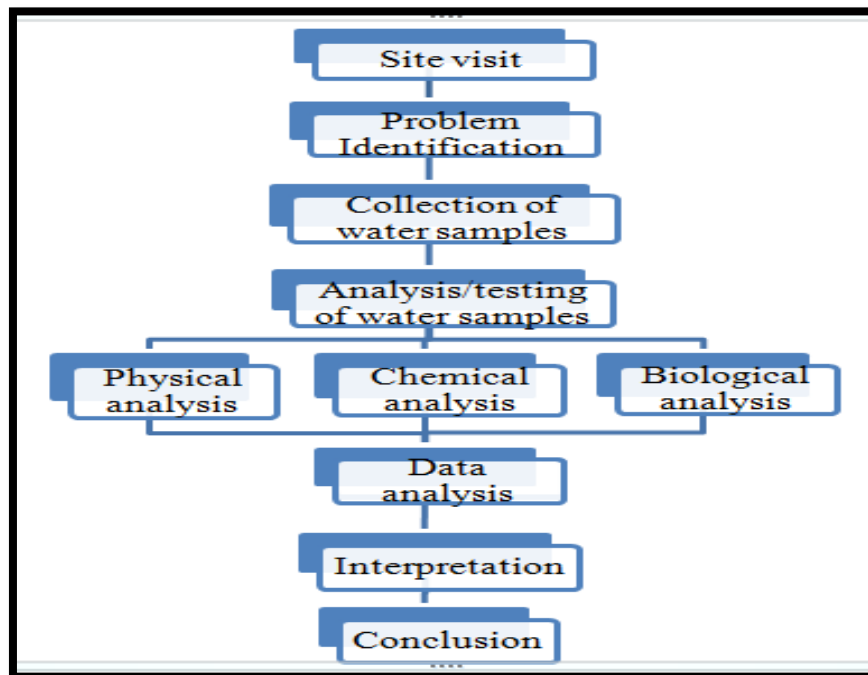 Site visit
Problem
Identification
Collection of
water samples
Analysis/testing
of water samples
Physical
analysis
Chemical
analysis
Biological
analysis
Data
analysis
Interpretation
Conclusion